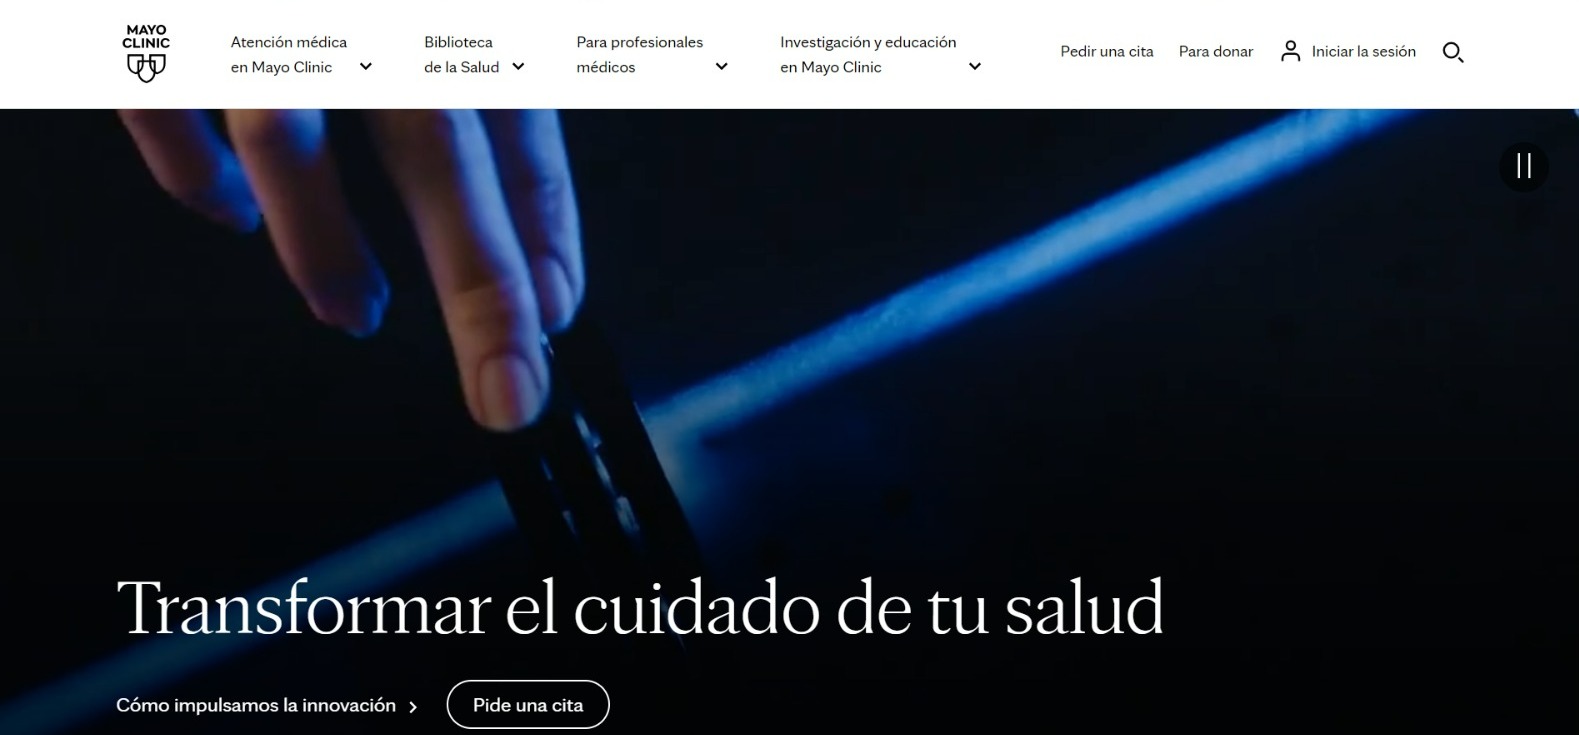 MAYO
CLINIC
Atención médica
en Mayo Clinic
Biblioteca
de la Salud
Para profesionales
médicos
Investigación y educación
en Mayo Clinic
Pedir una cita
Para donar
Iniciar la sesión
Transformar el cuidado de tu salud
Cómo impulsamos la innovación
Pide una cita